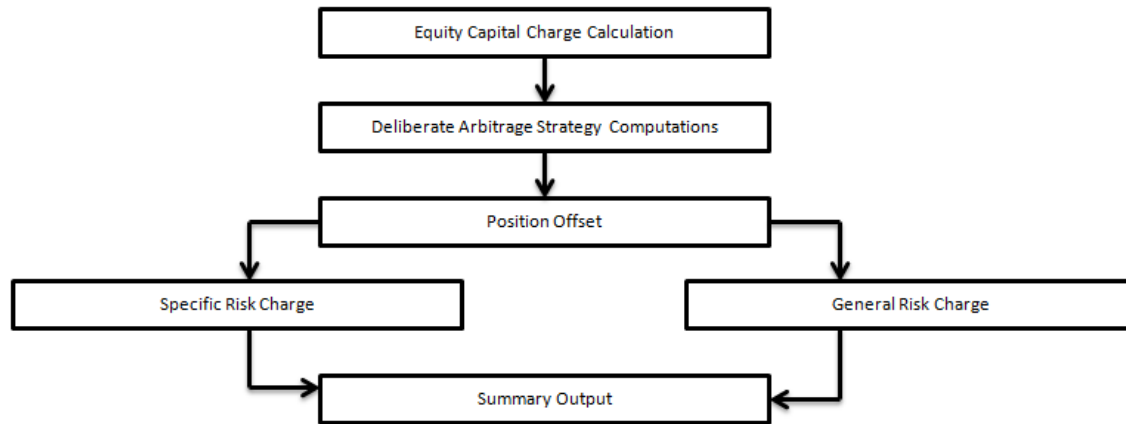 Equity Capital Charge Calculation
Deliberate Arbitrage Strategy Computations
Position Offset
Specific Risk Charge
General Risk Charge
Summary Output